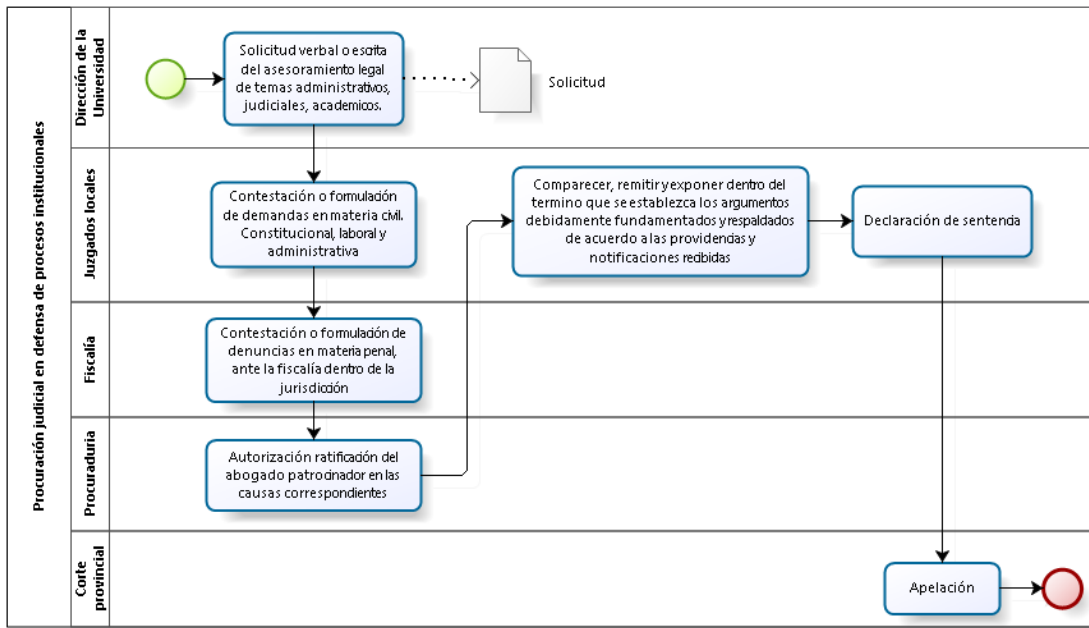 Procuración judicial en defensa de procesos institucionales
Dirección de la
Universidad
Solicitud verbal o escrita
del asesoramiento legal
de temas administrativos,
judiciales, academicos.
Solicitud
Juzgados locales
Contestación o formulación
de demandas en materia civil.
Constitucional, laboral y
administrativa
Comparecer, remitir y exponer dentro del
termino que se establezca los argumentos
debidamente fundamentados y respaldados
de acuerdo a las providencias y
notificaciones recibidas
Declaración de sentencia
Fiscalía
Contestación o formulación de
denuncias en materia penal,
ante la fiscalía dentro de la
jurisdicción
Procuraduria
Autorización ratificación del
abogado patrocinador en las
causas correspondientes
Corte
provincial
Apelación